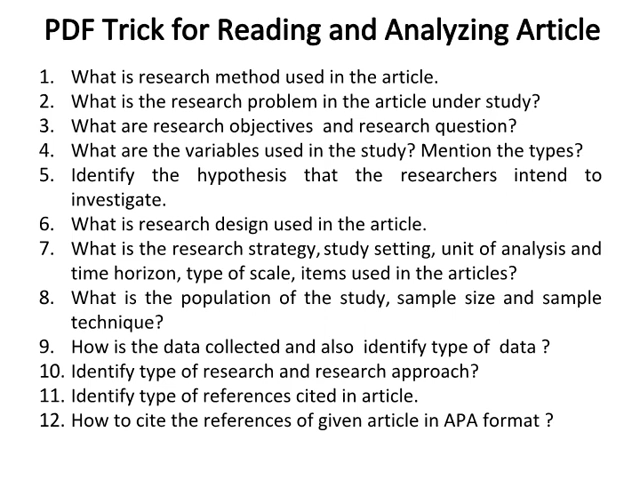 PDF Trick for Reading and Analyzing Article
1. What is research method used in the article.
2. What is the research problem in the article under study?
3. What are research objectives and research question?
4. What are the variables used in the study? Mention the types?
5. Identify the hypothesis that the researchers intend to
investigate.
6. What is research design used in the article.
7. What is the research strategy, study setting, unit of analysis and
time horizon, type of scale, items used in the articles?
8. What is the population of the study, sample size and sample
technique?
9. How is the data collected and also identify type of data ?
10. Identify type of research and research approach?
11. Identify type of references cited in article.
12. How to cite the references of given article in APA format ?